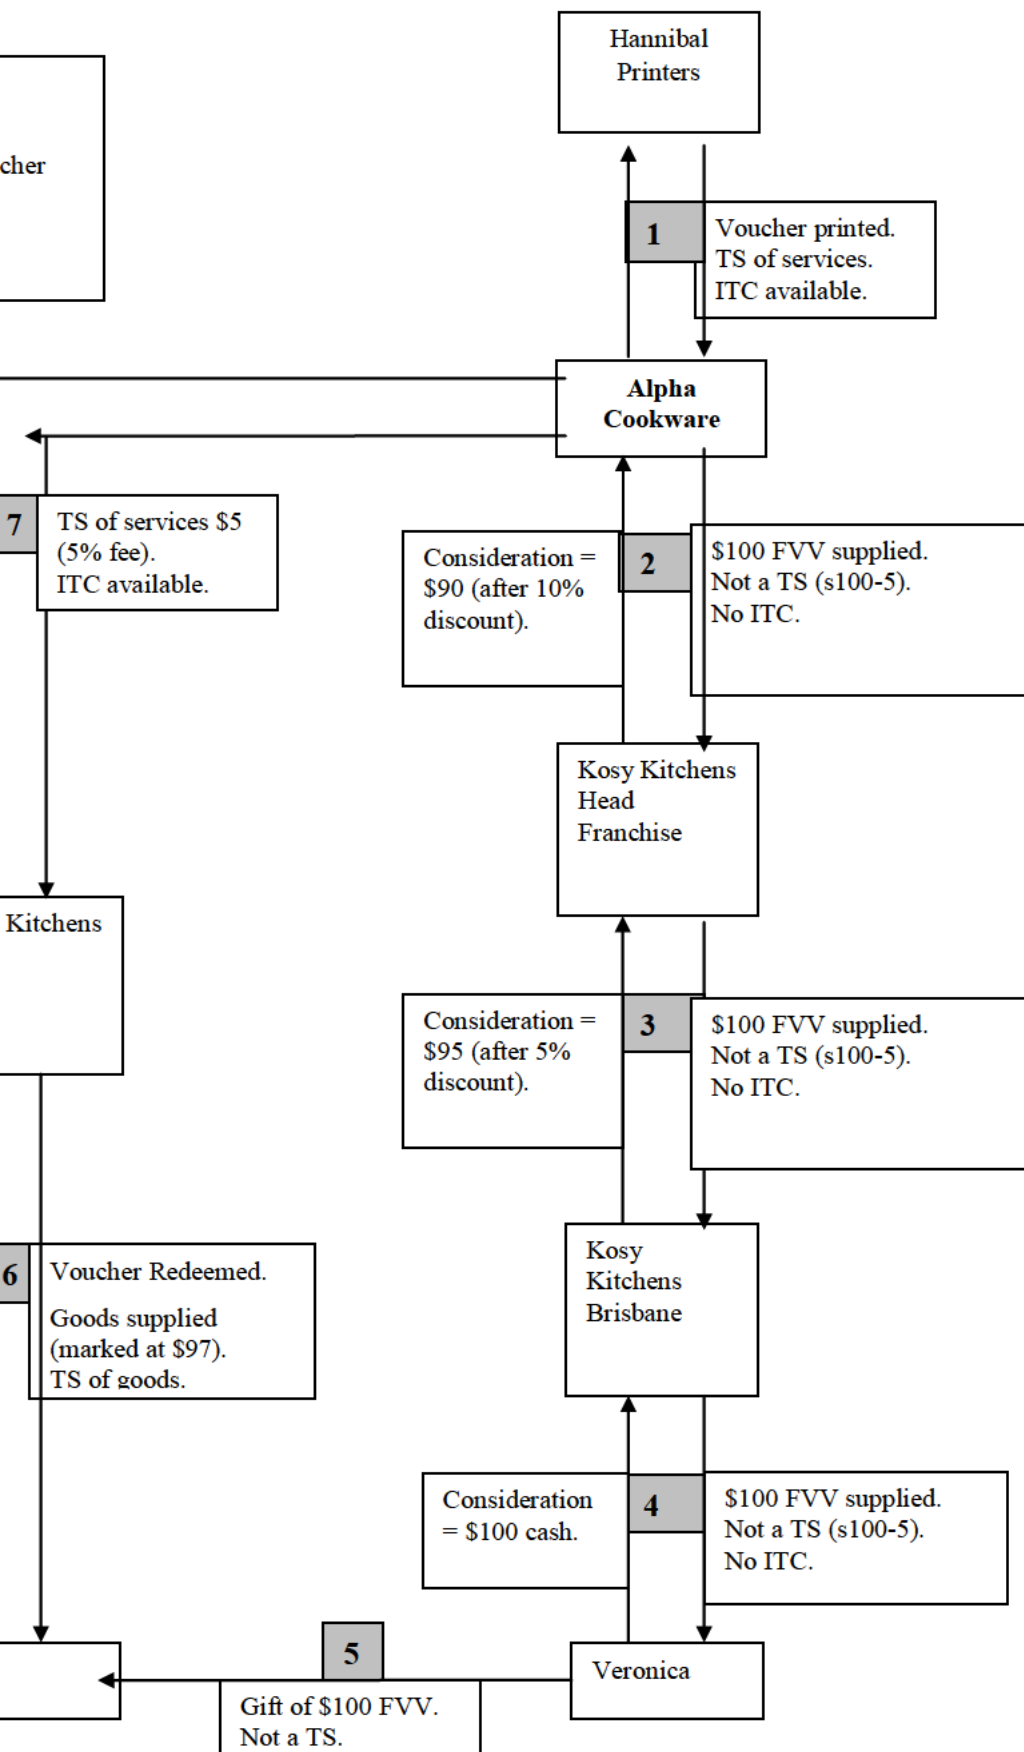 Hannibal
Printers
cher
1
Voucher printed.
TS of services.
ITC available.
Alpha
Cookware
7
TS of services $5
(5% fee).
ITC available.
Consideration =
$90 (after 10%
discount).
2
$100 FVV supplied.
Not a TS (s100-5).
No ITC.
Kosy Kitchens
Head
Franchise
Kitchens
Consideration =
$95 (after 5%
discount).
3
$100 FVV supplied.
Not a TS (s100-5).
No ITC.
Kosy
Kitchens
Brisbane
6
Voucher Redeemed.
Goods supplied
(marked at $97).
TS of goods.
Consideration
= $100 cash.
4
$100 FVV supplied.
Not a TS (s100-5).
No ITC.
5
Veronica
Gift of $100 FVV.
Not a TS.